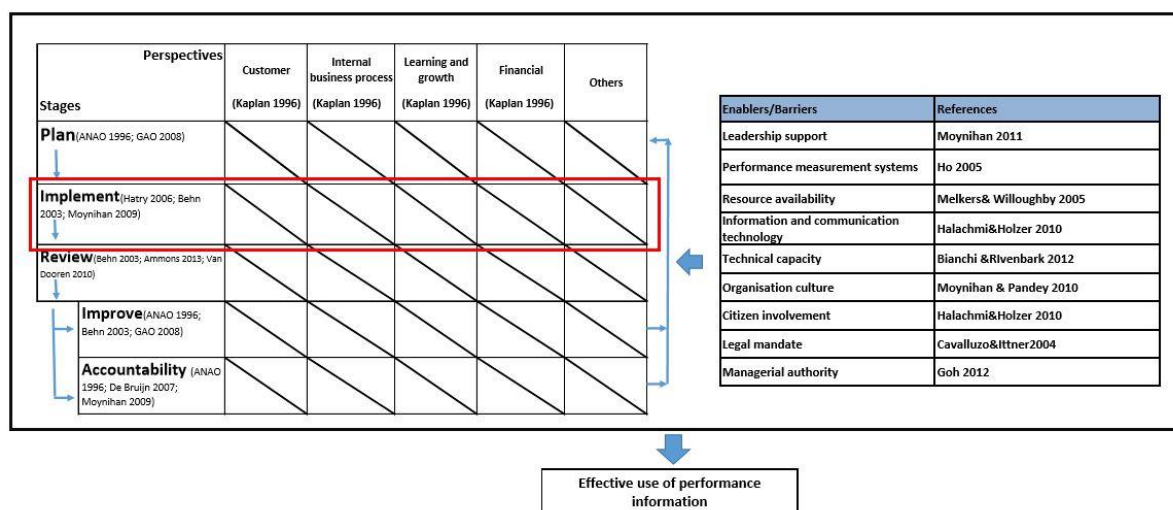 Perspectives
Stages
Customer
(Kaplan 1996)
Internal
business process
(Kaplan 1996)
Learning and
growth
(Kaplan 1996)
Financial
(Kaplan 1996)
Others
Plan(ANAO 1996; GAO 2008)
Implement(Hatry 2006; Behn
2003; Moynihan 2009)
Review(Behn 2003; Ammons 2013; Van
Dooren 2010)
Improve(ANAO 1996;
Behn 2003; GAO 2008)
Accountability (ANAO
1996; De Bruijn 2007;
Moynihan 2009)
Enablers/Barriers References
Leadership support Moynihan 2011
Performance measurement systems Ho 2005
Resource availability Melkers& Willoughby 2005
Information and communication
technology Halachmi&Holzer 2010
Technical capacity Bianchi &RIvenbark 2012
Organisation culture Moynihan & Pandey 2010
Citizen involvement Halachmi&Holzer 2010
Legal mandate Cavalluzo&Ittner2004
Managerial authority Goh 2012
Effective use of performance
information